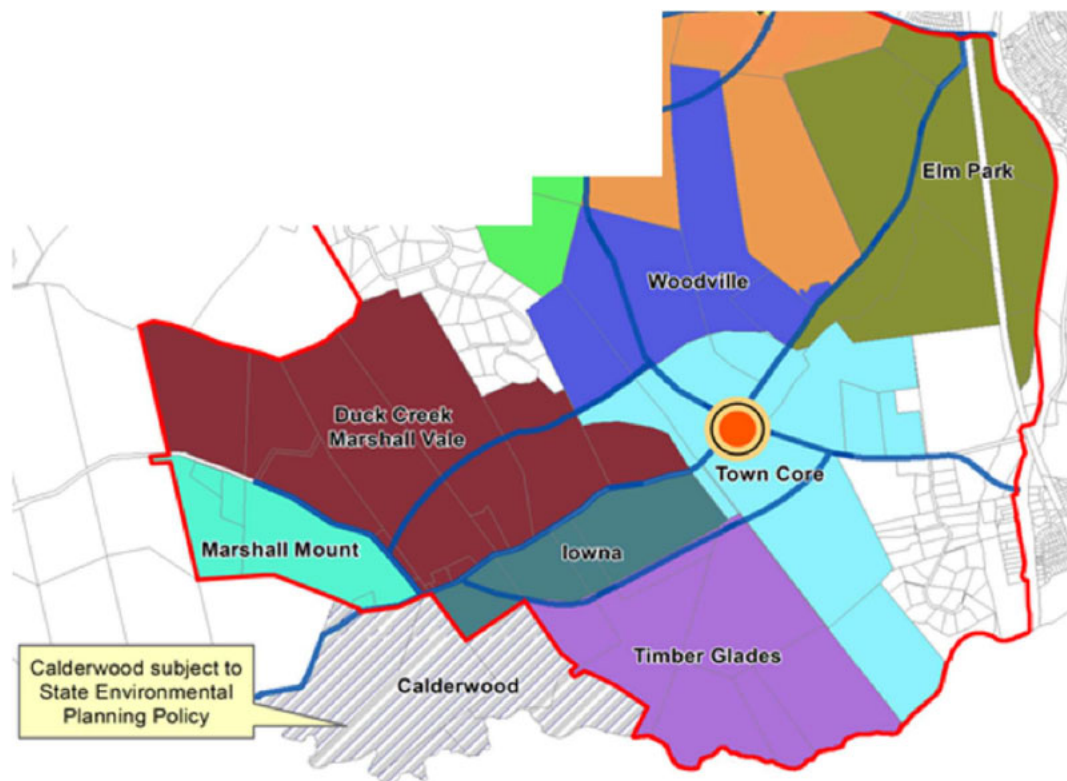 Elm Park
Woodville
Duck Creek
Marshall Vale
Town Core
Marshall Mount
Iowna
Timber Glades
Calderwood
Calderwood subject to
State Environmental
Planning Policy